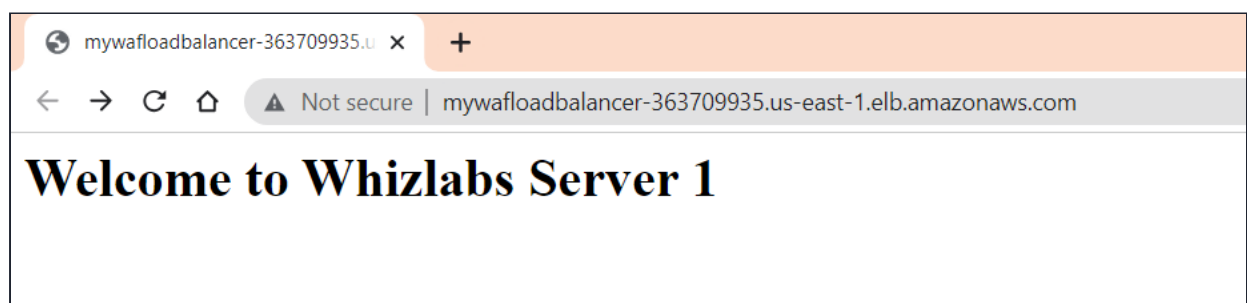 mywafloadbalancer-363709935.u
Not secure | mywafloadbalancer-363709935.us-east-1.elb.amazonaws.com
Welcome to Whizlabs Server 1